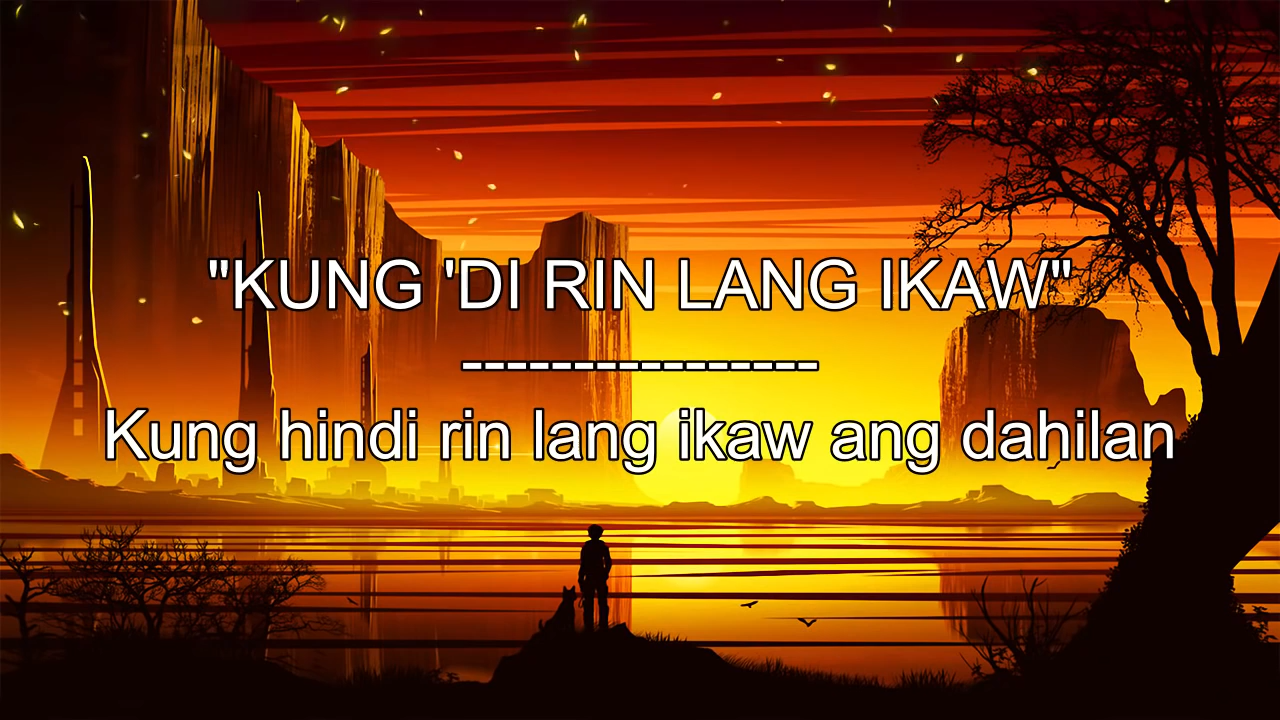 "KUNG 'DI RIN LANG IKAW"
----------------
Kung hindi rin lang ikaw ang dahilan